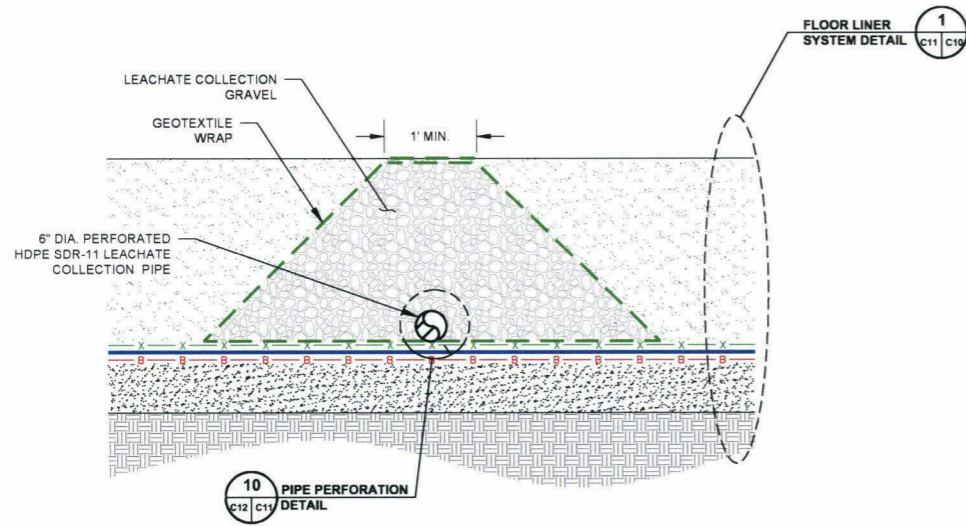 FLOOR LINER
SYSTEM DETAIL
1
C11 C10
LEACHATE COLLECTION
GRAVEL
GEOTEXTILE
WRAP
1' MIN.
6" DIA. PERFORATED
HDPE SDR-11 LEACHATE
COLLECTION PIPE
X X X X X X X X X X X X X X
B B B B B B B B B B B B B B
10
C12 C11
PIPE PERFORATION
DETAIL